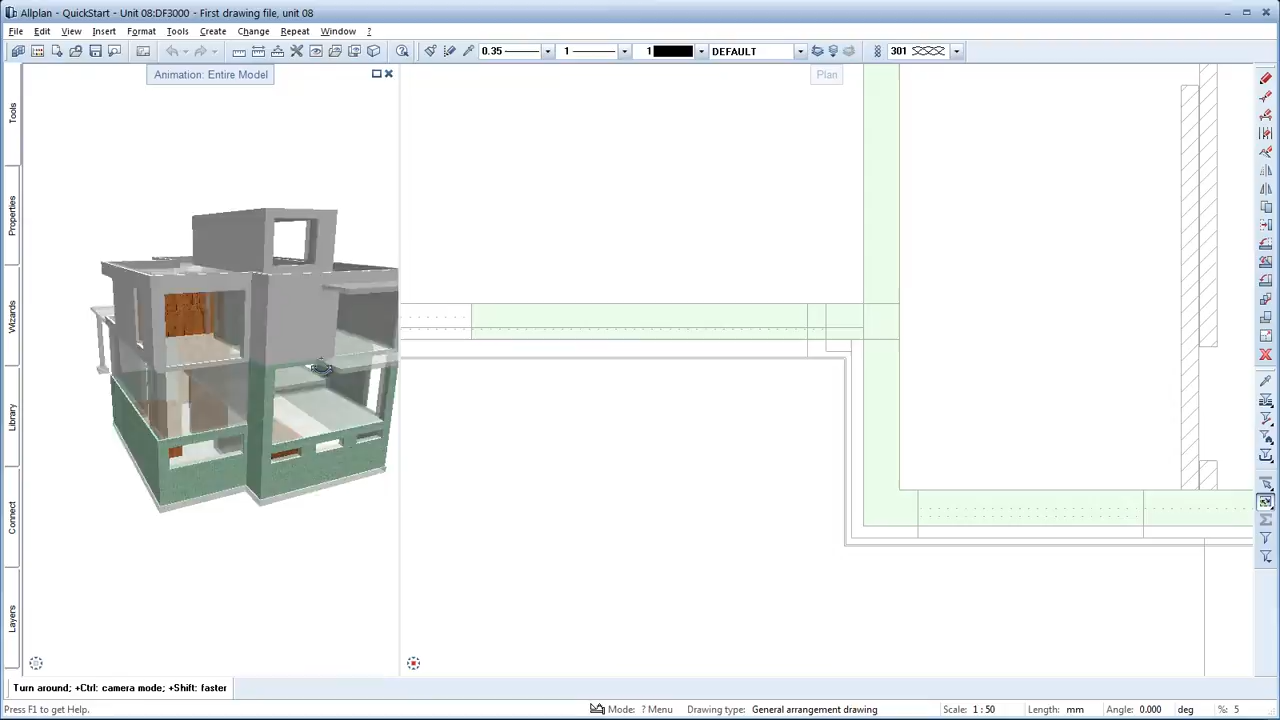 Allplan - QuickStart - Unit 08:DF3000 - First drawing file, unit 08
File Edit View Insert Format Tools Create Change Repeat Window ?
0.35 1 1 DEFAULT 301
Animation: Entire Model
Plan
Tools
Properties
Wizards
Library
Connect
Layers
Turn around; +Ctrl: camera mode; +Shift: faster
Press F1 to get Help.
Mode: ? Menu Drawing type: General arrangement drawing Scale: 1 : 50 Length: mm Angle: 0.000 deg %: 5